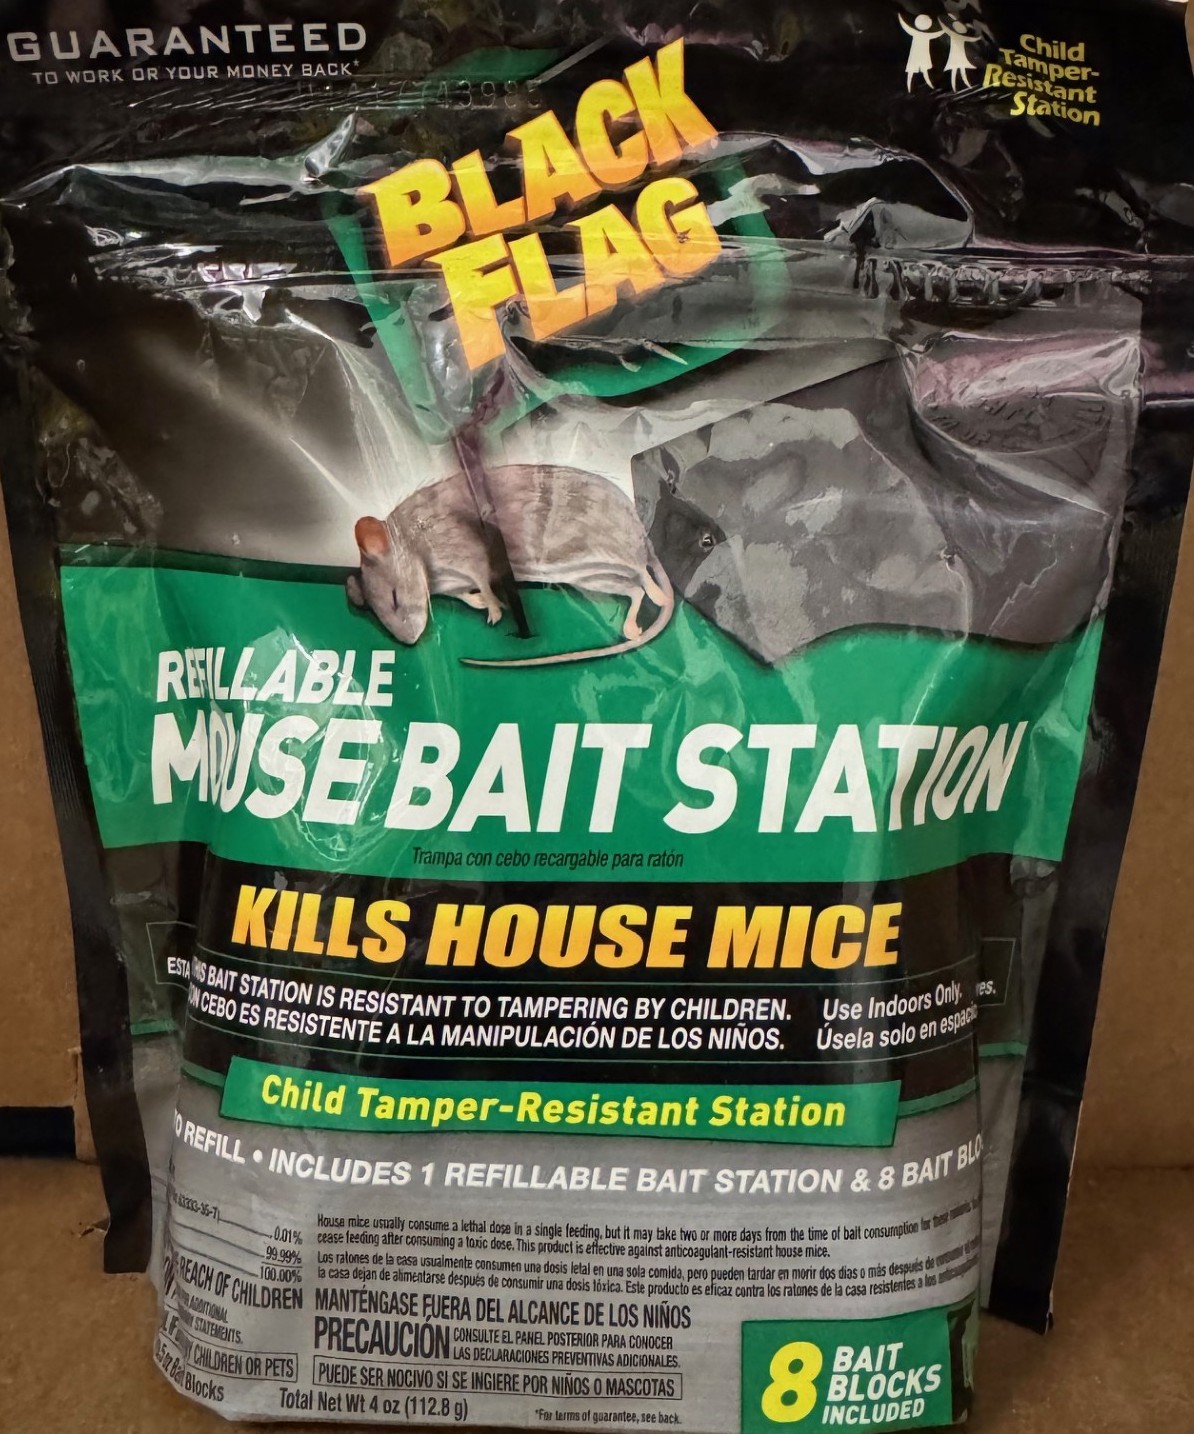 GUARANTEED
TO WORK OR YOUR MONEY BACK*
Child
Tamper-
Resistant
Station
BLACK
FLAG
REFILLABLE
MOUSE BAIT STATION
Trampa con cebo recargable para ratón
KILLS HOUSE MICE
THIS BAIT STATION IS RESISTANT TO TAMPERING BY CHILDREN. Use Indoors Only.
ESTA CEBO ES RESISTENTE A LA MANIPULACIÓN DE LOS NIÑOS. Úsela solo en
Child Tamper-Resistant Station
REFILL • INCLUDES 1 REFILLABLE BAIT STATION & 8 BAIT
House mice usually consume a lethal dose in a single feeding, but it may take two or more days from the time of bait consumption for these
cease feeding after consuming a toxic dose. This product is effective against anticoagulant-resistant house mice.
Los ratones de la casa usualmente consumen una dosis letal en una sola comida, pero pueden tardar en morir dos días o más después de
la casa dejan de alimentarse después de consumir una dosis tóxica. Este producto es eficaz contra los ratones de la casa resistentes a los
0.01%
99.99%
100.00%
REACH OF CHILDREN
ADDITIONAL
STATEMENTS.
CHILDREN OR PETS
Blocks
MANTÉNGASE FUERA DEL ALCANCE DE LOS NIÑOS
PRECAUCIÓN CONSULTE EL PANEL POSTERIOR PARA CONOCER
LAS DECLARACIONES PREVENTIVAS ADICIONALES.
PUEDE SER NOCIVO SI SE INGIERE POR NIÑOS O MASCOTAS
Total Net Wt 4 oz (112.8 g)
*For terms of guarantee, see back.
8 BAIT
BLOCKS
INCLUDED